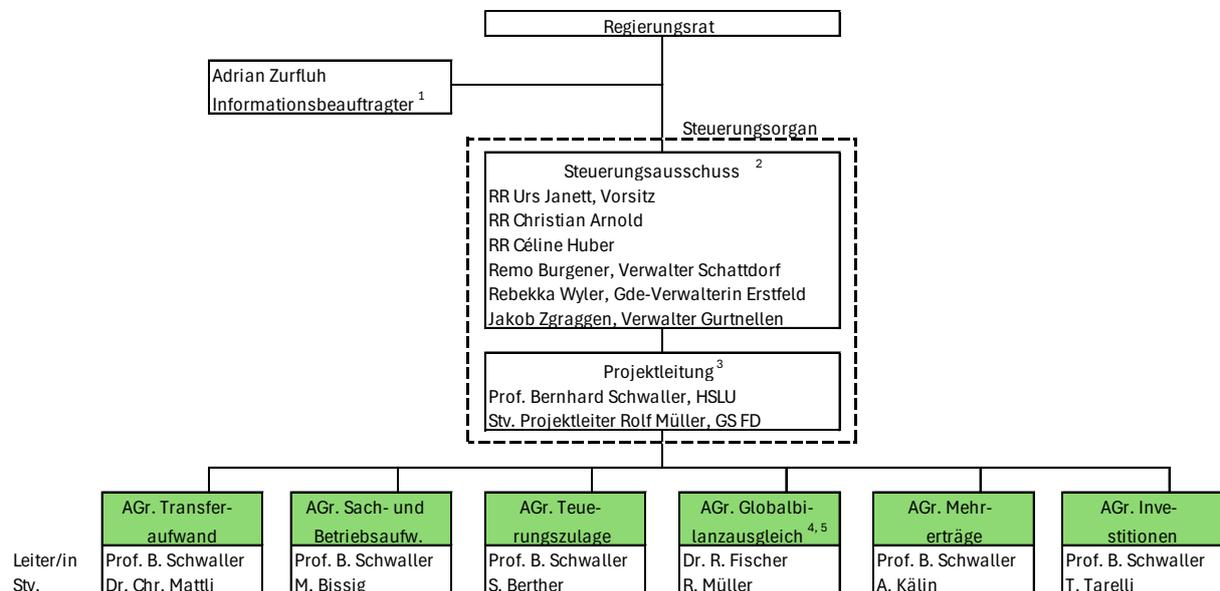 Regierungsrat
Adrian Zurfluh
Informationsbeauftragter 1
Steuerungsorgan
Steuerungsausschuss 2
RR Urs Janett, Vorsitz
RR Christian Arnold
RR Céline Huber
Remo Burgener, Verwalter Schattdorf
Rebekka Wyler, Gde-Verwalterin Erstfeld
Jakob Zgraggen, Verwalter Gurtnellen
Projektleitung 3
Prof. Bernhard Schwaller, HSLU
Stv. Projektleiter Rolf Müller, GS FD
AGr. Transfer-
aufwand
AGr. Sach- und
Betriebsaufw.
AGr. Teue-
rungszulage
AGr. Globalbi-
lanzausgleich 4, 5
AGr. Mehr-
erträge
AGr. Inve-
stitionen
Leiter/in Prof. B. Schwaller Prof. B. Schwaller Prof. B. Schwaller Dr. R. Fischer Prof. B. Schwaller Prof. B. Schwaller
Stv. Dr. Chr. Mattli M. Bissig S. Berther R. Müller A. Kälin T. Tarelli